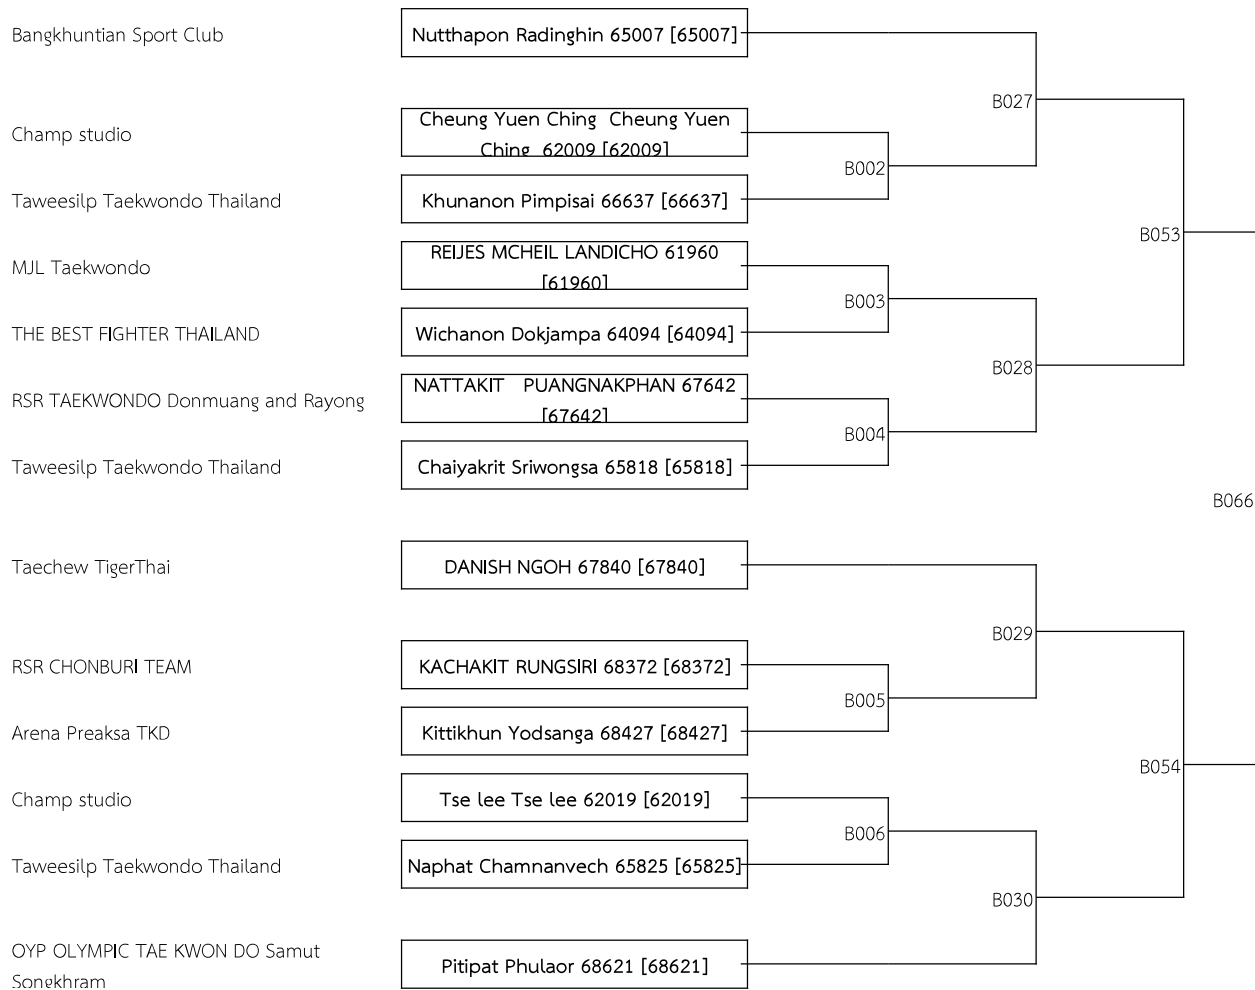 Bangkhuntian Sport Club
Nutthapon Radinghin 65007 [65007]
B027
Champ studio
Cheung Yuen Ching  Cheung Yuen
Ching  62009 [62009]
B002
Taweesilp Taekwondo Thailand
Khunanon Pimpisai 66637 [66637]
B053
MJL Taekwondo
REIJES MCHEIL LANDICHO 61960
[61960]
B003
THE BEST FIGHTER THAILAND
Wichanon Dokjampa 64094 [64094]
B028
RSR TAEKWONDO Donmuang and Rayong
NATTAKIT   PUANGNAKPHAN 67642
[67642]
B004
Taweesilp Taekwondo Thailand
Chaiyakrit Sriwongsa 65818 [65818]
B066
Taechew TigerThai
DANISH NGOH 67840 [67840]
B029
RSR CHONBURI TEAM
KACHAKIT RUNGSIRI 68372 [68372]
B005
Arena Preaksa TKD
Kittikhun Yodsanga 68427 [68427]
B054
Champ studio
Tse lee Tse lee 62019 [62019]
B006
Taweesilp Taekwondo Thailand
Naphat Chamnanvech 65825 [65825]
B030
OYP OLYMPIC TAE KWON DO Samut
Songkhram
Pitipat Phulaor 68621 [68621]